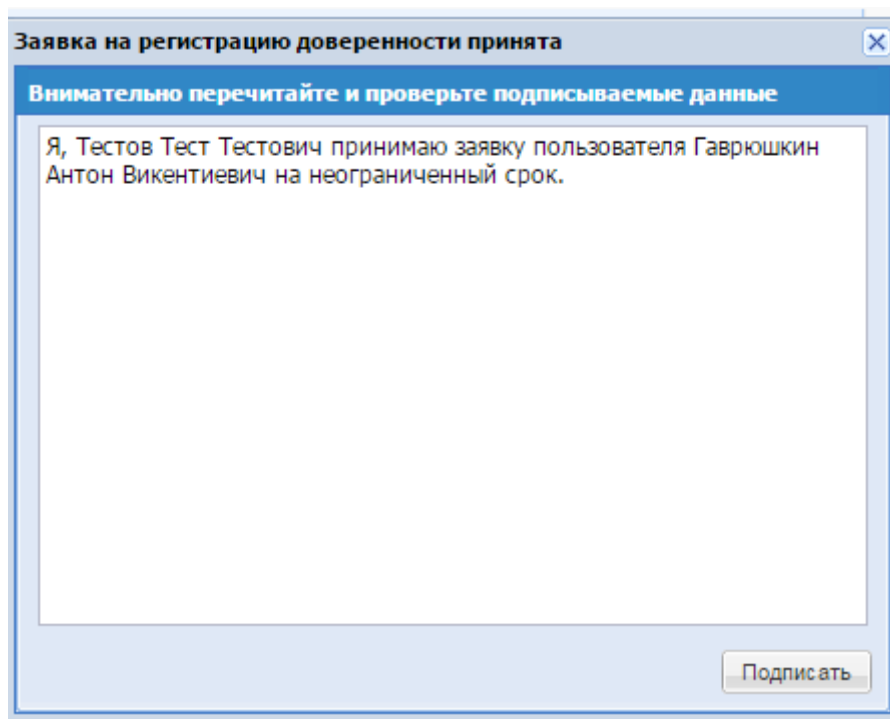 Заявка на регистрацию доверенности принята
Внимательно перечитайте и проверьте подписываемые данные
Я, Тестов Тест Тестович принимаю заявку пользователя Гаврюшкин
Антон Викентиевич на неограниченный срок.
Подписать